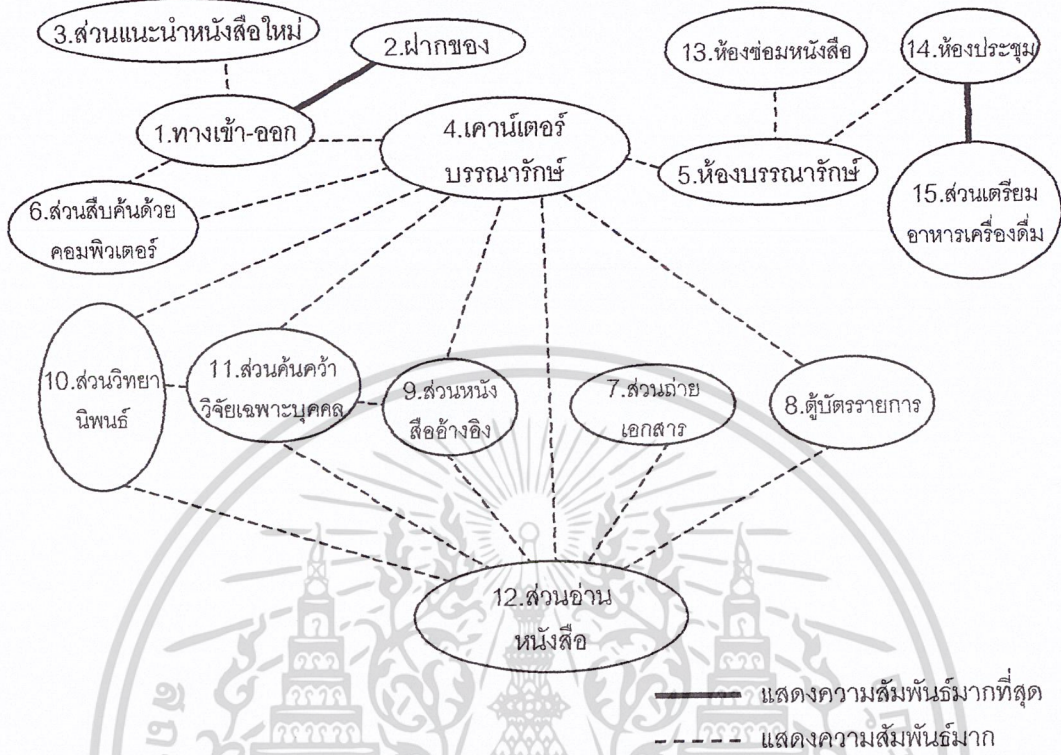 3.ส่วนแนะนำหนังสือใหม่
2.ฝากของ
13.ห้องซ่อมหนังสือ
14.ห้องประชุม
1.ทางเข้า-ออก
4.เคาน์เตอร์
บรรณารักษ์
5.ห้องบรรณารักษ์
15.ส่วนเตรียม
อาหารเครื่องดื่ม
6.ส่วนสืบค้นด้วย
คอมพิวเตอร์
10.ส่วนวิทยา
นิพนธ์
11.ส่วนค้นคว้า
วิจัยเฉพาะบุคคล
9.ส่วนหนัง
สืออ้างอิง
7.ส่วนถ่าย
เอกสาร
8.ตู้บัตรรายการ
12.ส่วนอ่าน
หนังสือ
แสดงความสัมพันธ์มากที่สุด
แสดงความสัมพันธ์มาก